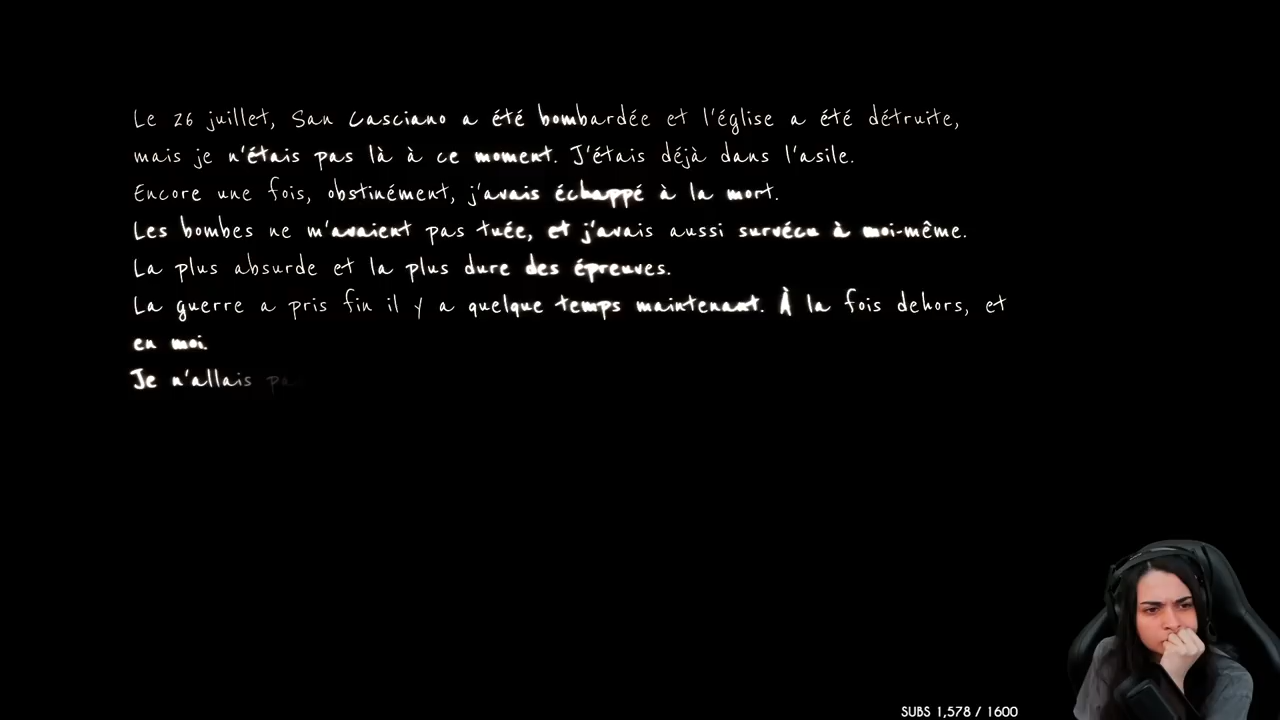 Le 26 juillet, San Casciano a été bombardée et l'église a été détruite,
mais je n'étais pas là à ce moment. J'étais déjà dans l'asile.
Encore une fois, obstinément, j'avais échappé à la mort.
Les bombes ne m'avaient pas tuée, et j'avais aussi survécu à moi-même.
La plus absurde et la plus dure des épreuves.
La guerre a pris fin il y a quelque temps maintenant. À la fois dehors, et
en moi.
Je n'allais pa
SUBS 1,578 / 1600